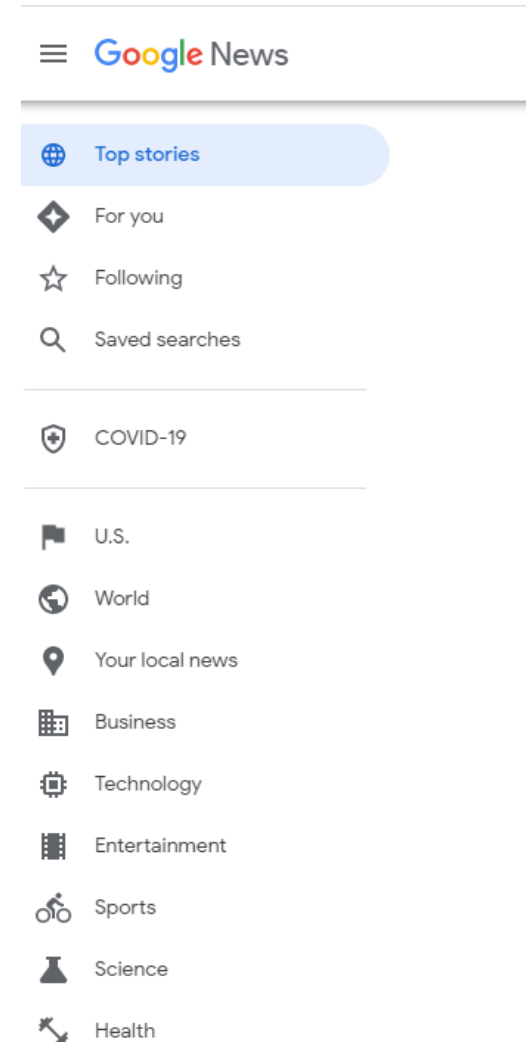 Google News
Top stories
For you
Following
Saved searches
COVID-19
U.S.
World
Your local news
Business
Technology
Entertainment
Sports
Science
Health